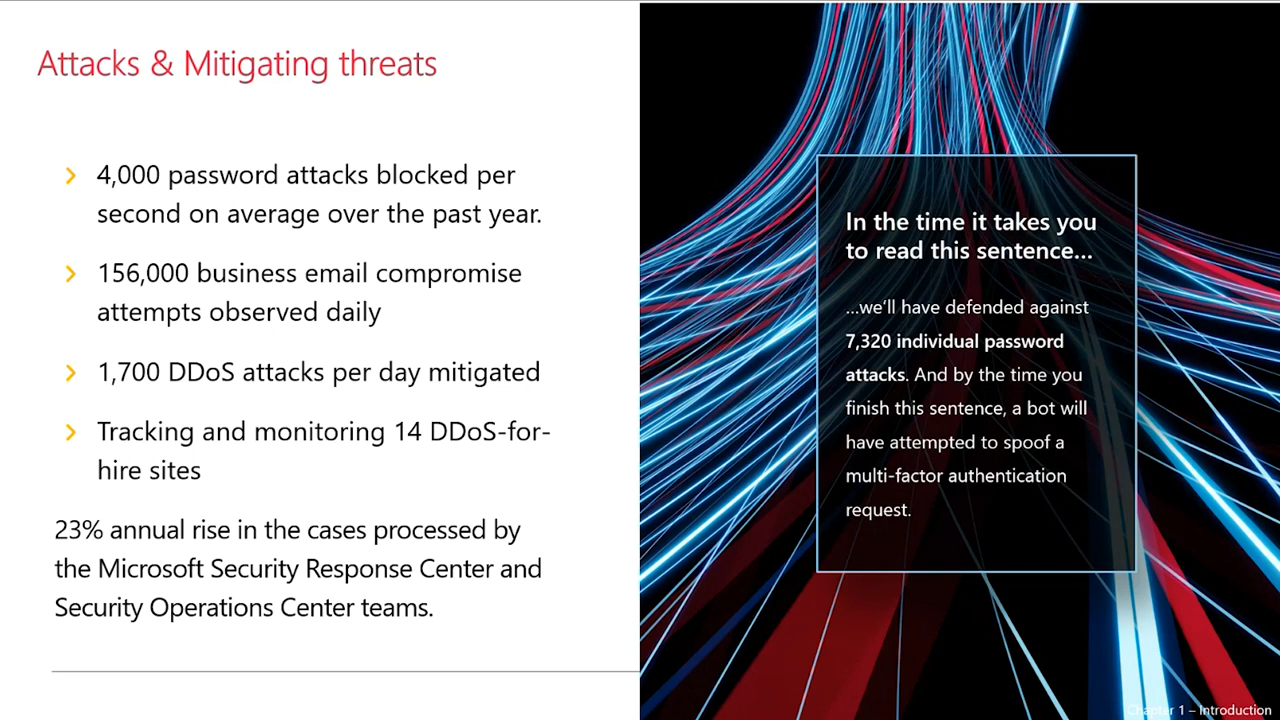 Attacks & Mitigating threats
4,000 password attacks blocked per
second on average over the past year.
156,000 business email compromise
attempts observed daily
1,700 DDoS attacks per day mitigated
Tracking and monitoring 14 DDoS-for-
hire sites
23% annual rise in the cases processed by
the Microsoft Security Response Center and
Security Operations Center teams.
In the time it takes you
to read this sentence...
...we'll have defended against
7,320 individual password
attacks. And by the time you
finish this sentence, a bot will
have attempted to spoof a
multi-factor authentication
request.
Chapter 1 – Introduction